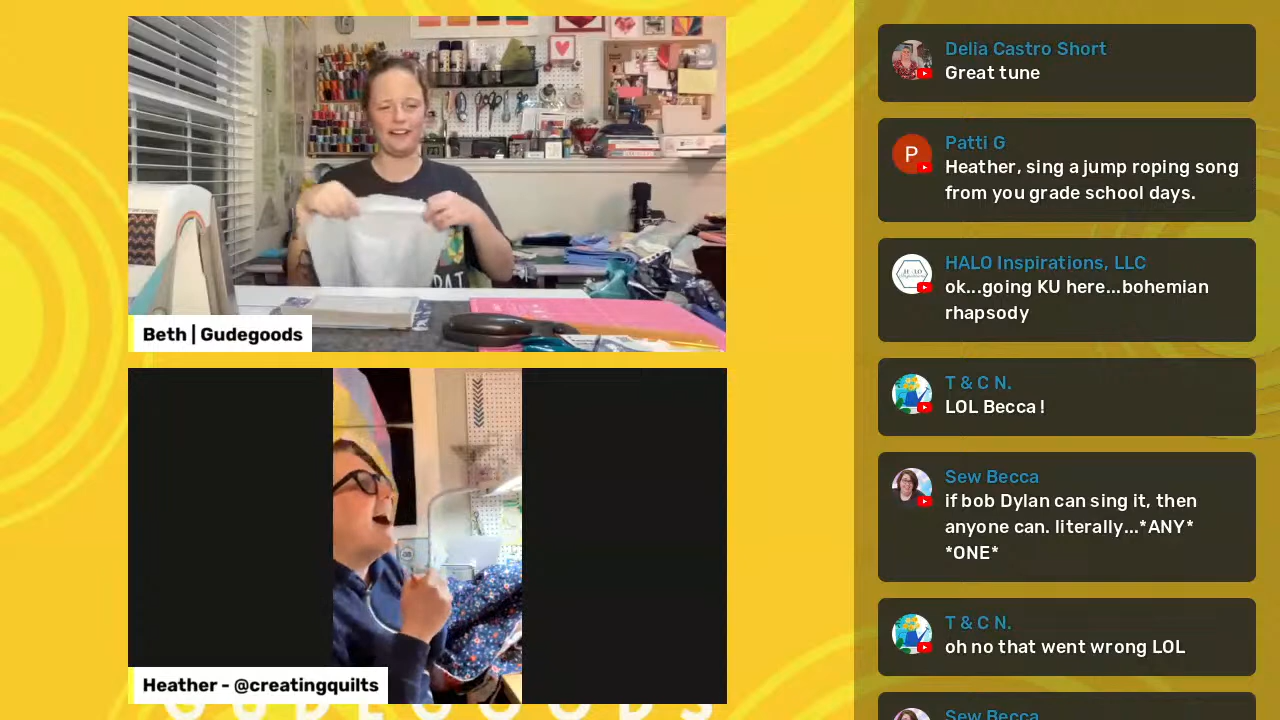 Beth | Gudegoods
Heather - @creatingquilts
GUDEGOODS
Delia Castro Short
Great tune
P
Patti G
Heather, sing a jump roping song
from you grade school days.
HALO
HALO Inspirations, LLC
ok...going KU here...bohemian
rhapsody
T & C N.
LOL Becca !
Sew Becca
if bob Dylan can sing it, then
anyone can. literally...*ANY*
*ONE*
T & C N.
oh no that went wrong LOL
Sew Becca